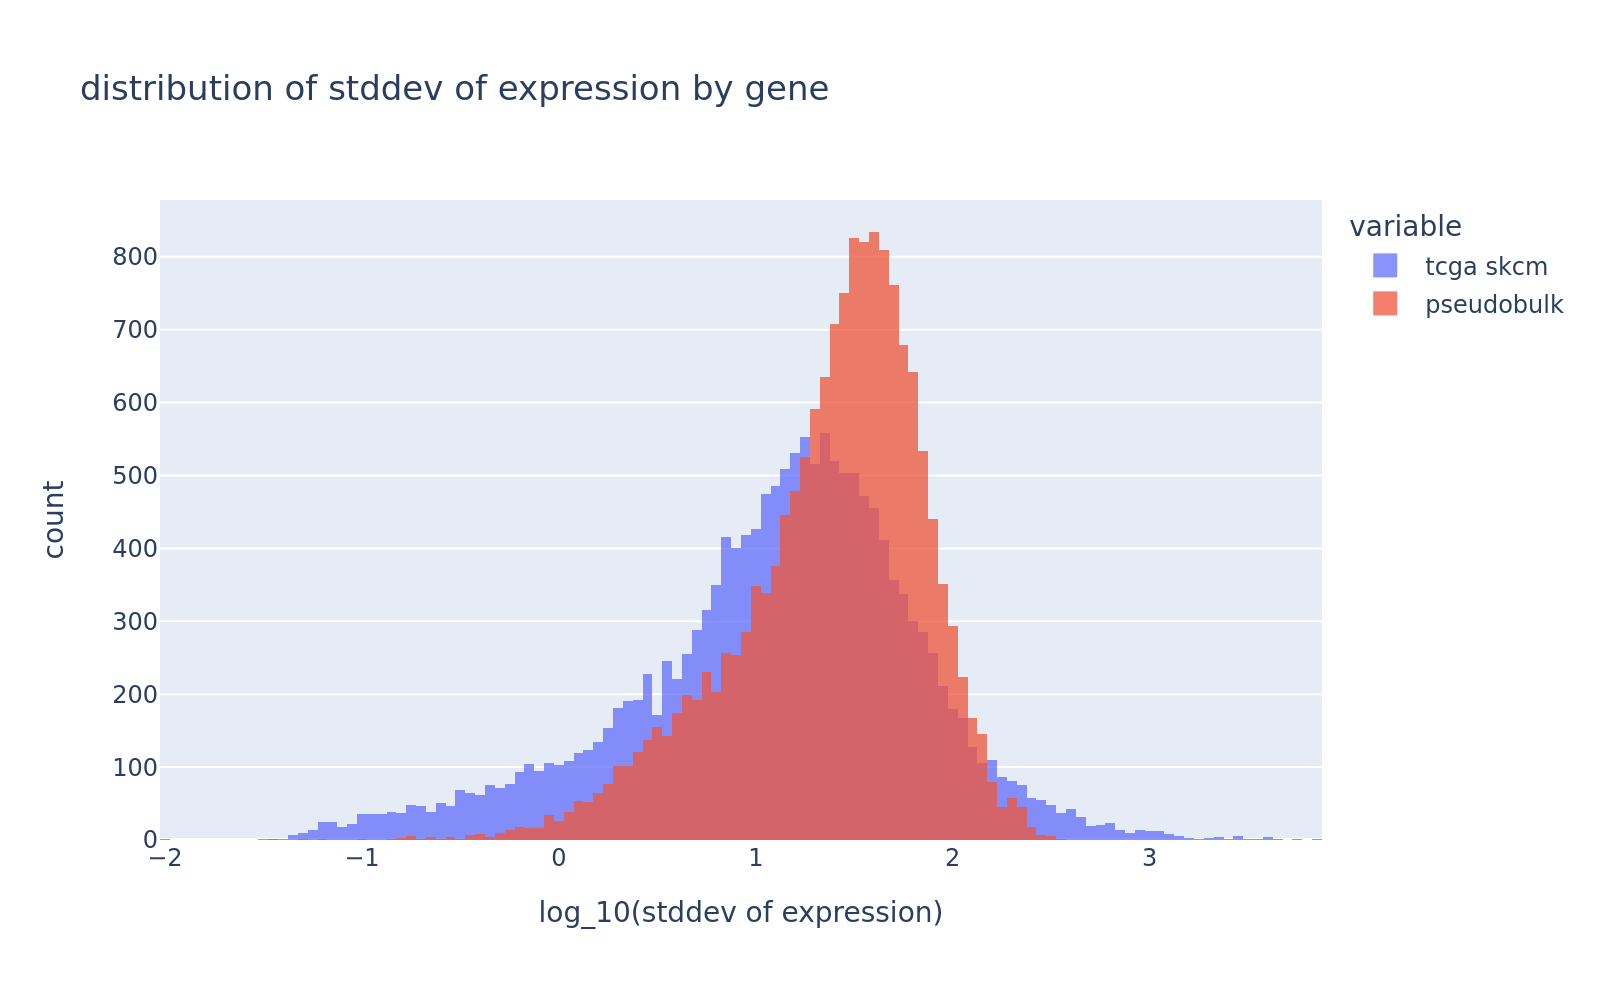 distribution of stddev of expression by gene
variable
tcga skcm
pseudobulk
800
700
600
500
400
300
200
100
0
count
−2 −1 0 1 2 3
log_10(stddev of expression)